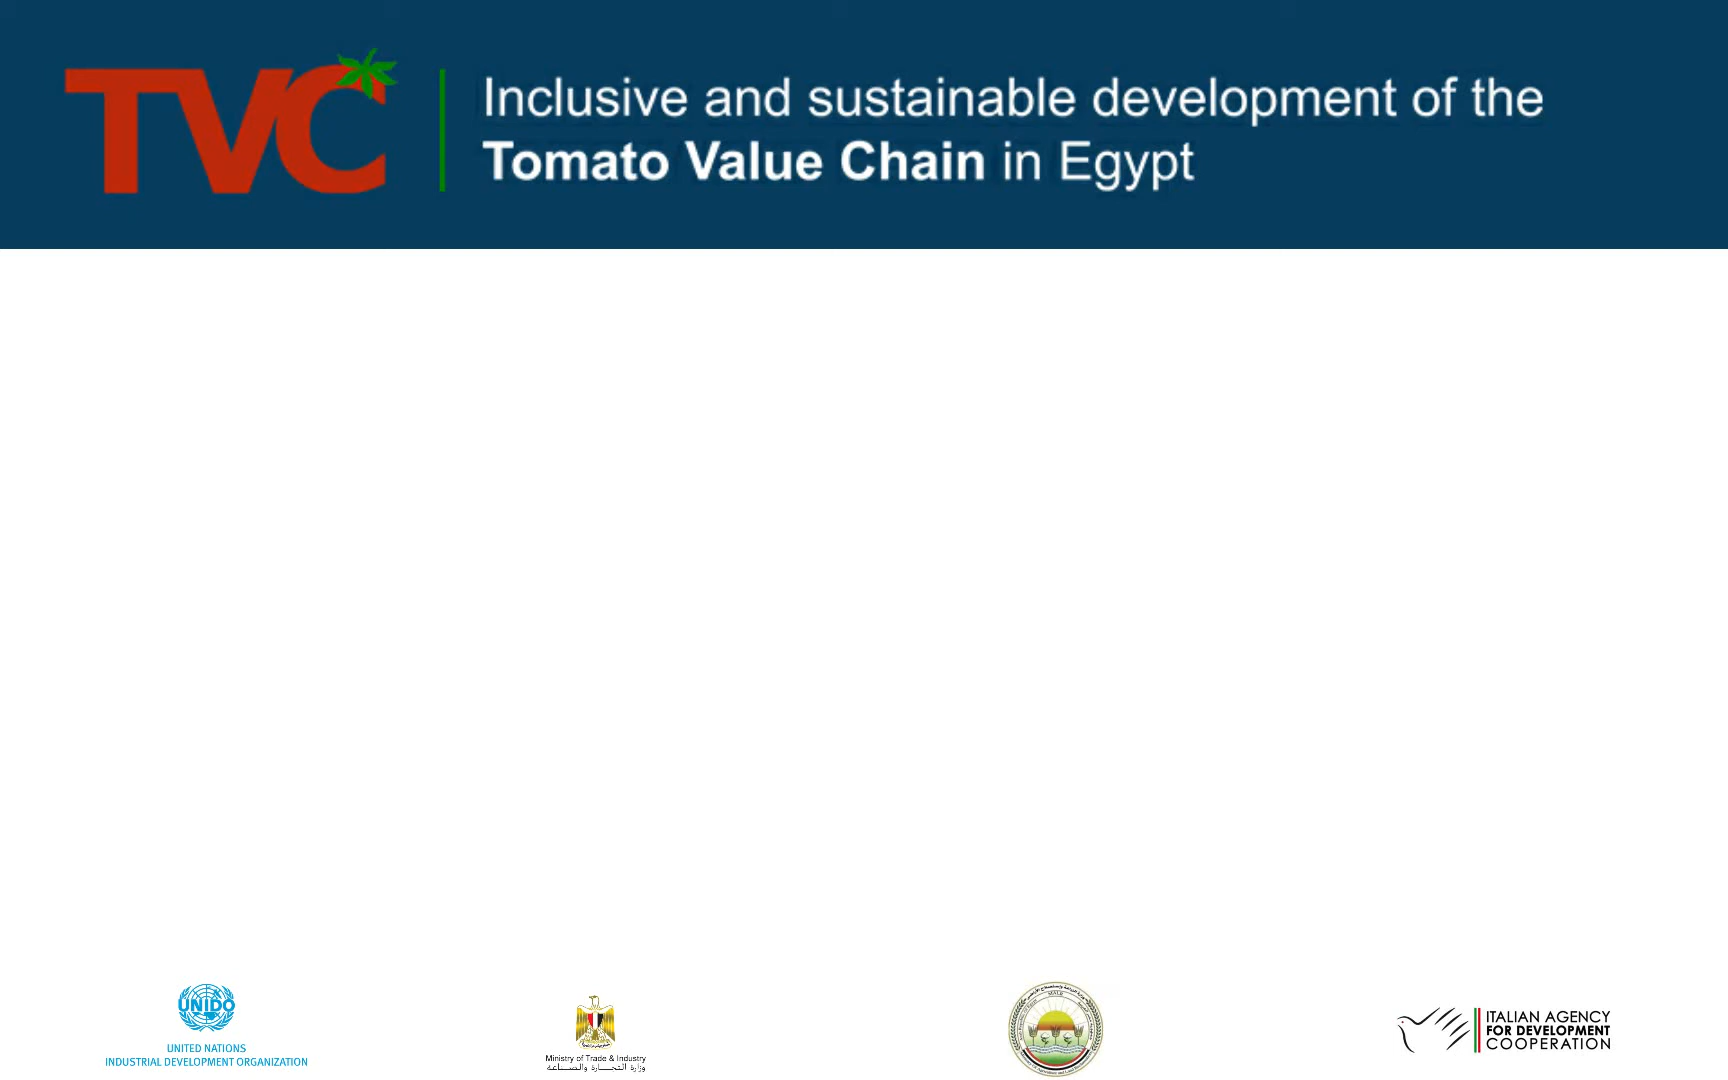 TVC
Inclusive and sustainable development of the
Tomato Value Chain in Egypt
UNIDO
UNITED NATIONS
INDUSTRIAL DEVELOPMENT ORGANIZATION
Ministry of Trade & Industry
وزارة التجارة والصناعة
MALR
ITALIAN AGENCY
FOR DEVELOPMENT
COOPERATION